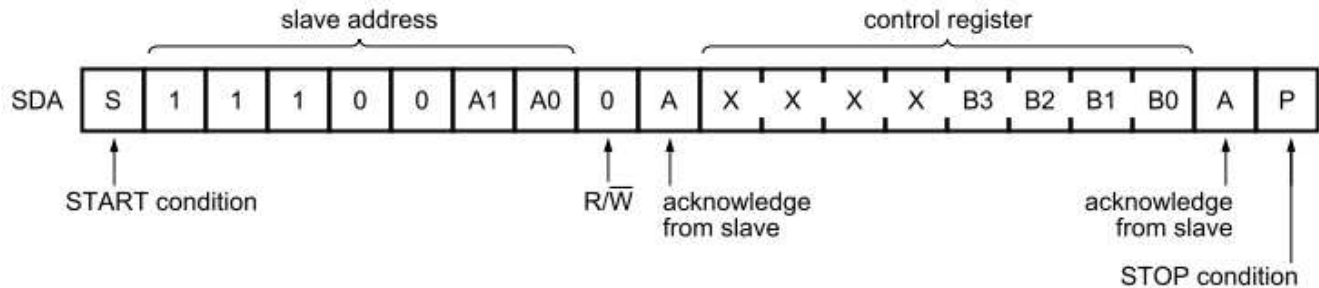 slave address control register
SDA S 1 1 1 0 0 A1 A0 0 A X X X X B3 B2 B1 B0 A P
START condition R/W̅ acknowledge from slave acknowledge from slave
STOP condition